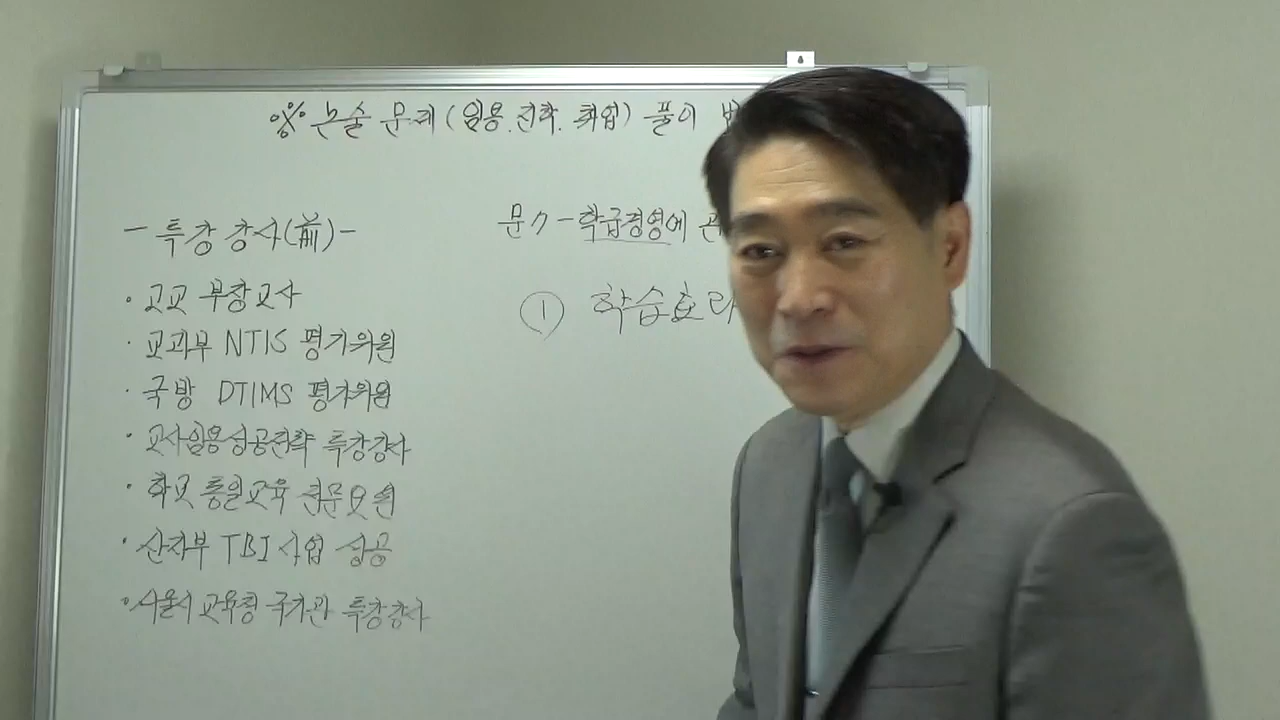 ※ 논술 문제(임용.진학.취업) 풀이
- 특강 강사(前) -
· 고교 부장교사
· 교과부 NTIS 평가위원
· 국방 DTIMS 평가위원
· 교사임용성공전략 특강강사
· 학교 통일교육 전문요원
· 산자부 TBI 사업 성공
· 서울시 교육청 국가관 특강강사
문 7 - 학급경영에
① 학습효과